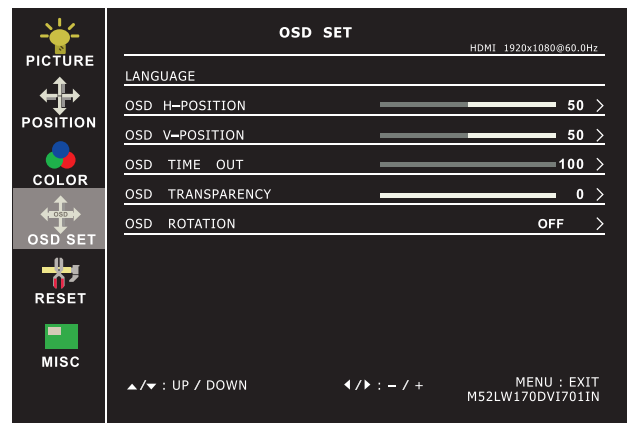 PICTURE
POSITION
COLOR
OSD
OSD SET
RESET
MISC
OSD SET
HDMI 1920x1080@60.0Hz
LANGUAGE
OSD H-POSITION 50 >
OSD V-POSITION 50 >
OSD TIME OUT 100 >
OSD TRANSPARENCY 0 >
OSD ROTATION OFF >
▲/▼ : UP / DOWN ◀/▶ : - / + MENU : EXIT
M52LW170DVI701IN